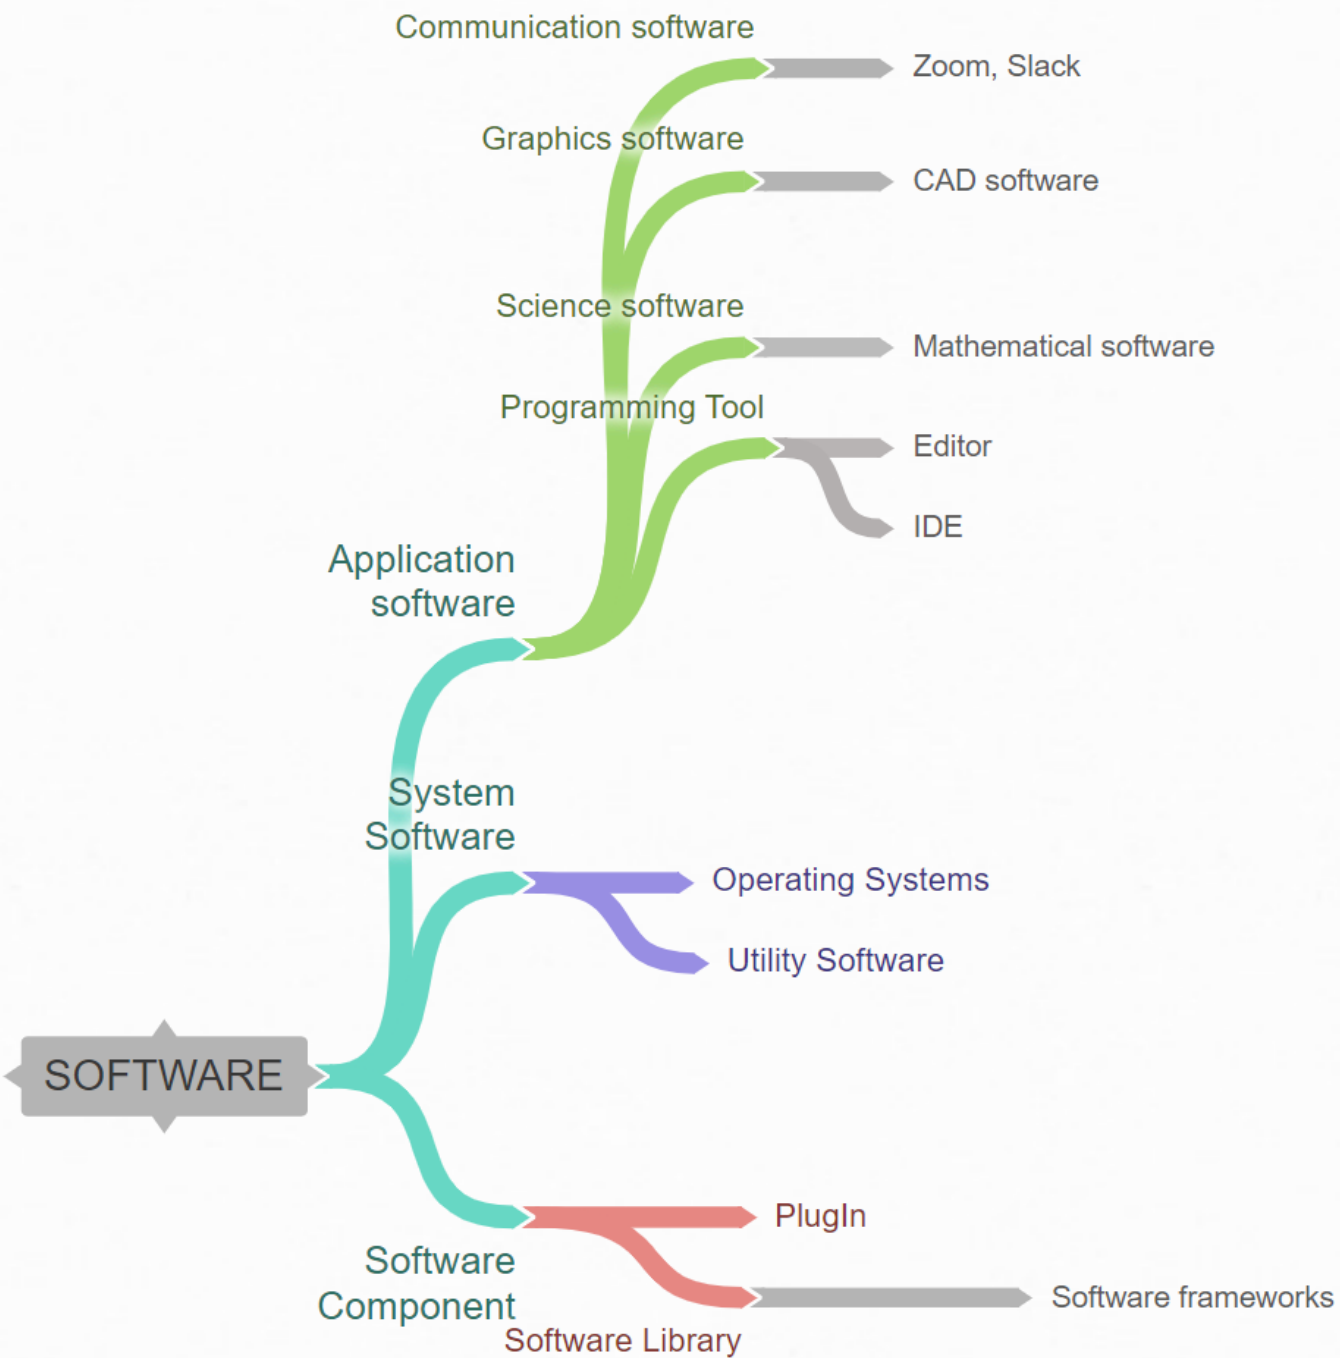 Communication software
Zoom, Slack
Graphics software
CAD software
Science software
Mathematical software
Programming Tool
Editor
IDE
Application
software
System
Software
Operating Systems
Utility Software
SOFTWARE
PlugIn
Software
Component
Software frameworks
Software Library